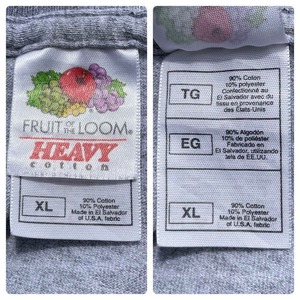 FRUIT OF THE LOOM®
HEAVY
cotton
XL
90% Cotton
10% Polyester
Made in El Salvador
of U.S.A. fabric
TG
90% Cotton
10% polyester
Confectionné au
El Salvador avec du
tissu en provenance
des États-Unis
EG
90% Algodón
10% de poliéster
Fabricado en
El Salvador, utilizando
tela de EE.UU.
XL
90% Cotton
10% Polyester
Made in El Salvador
of U.S.A. fabric